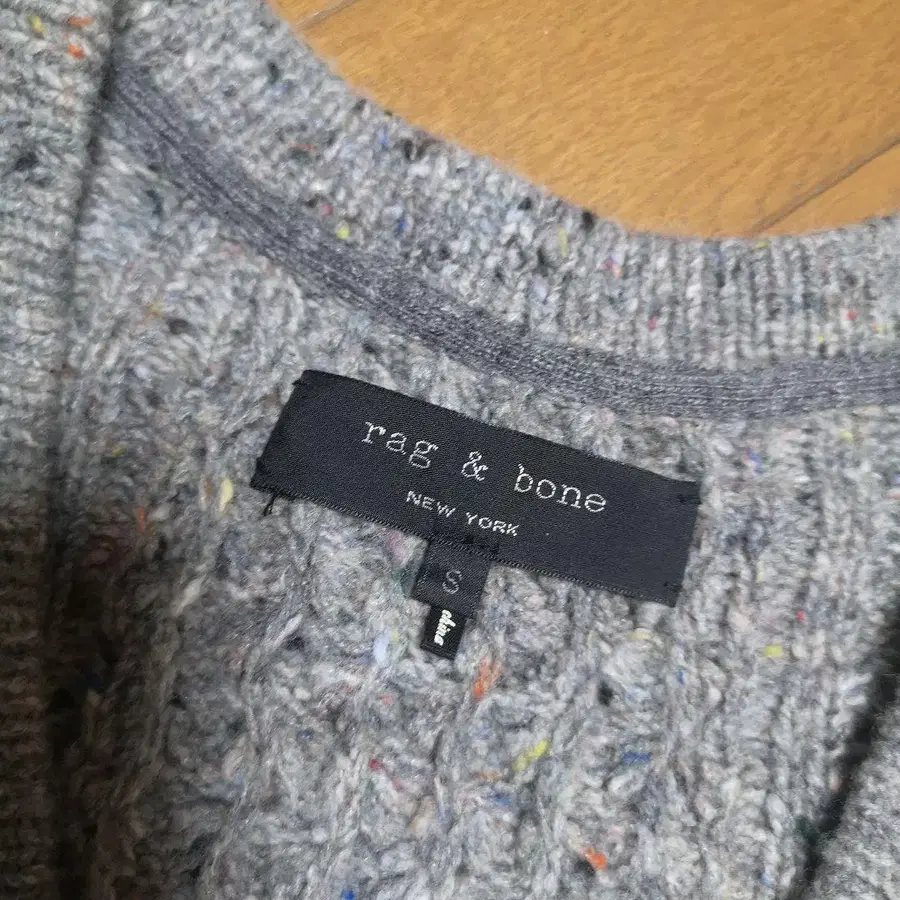 rag & bone
NEW YORK
S
china